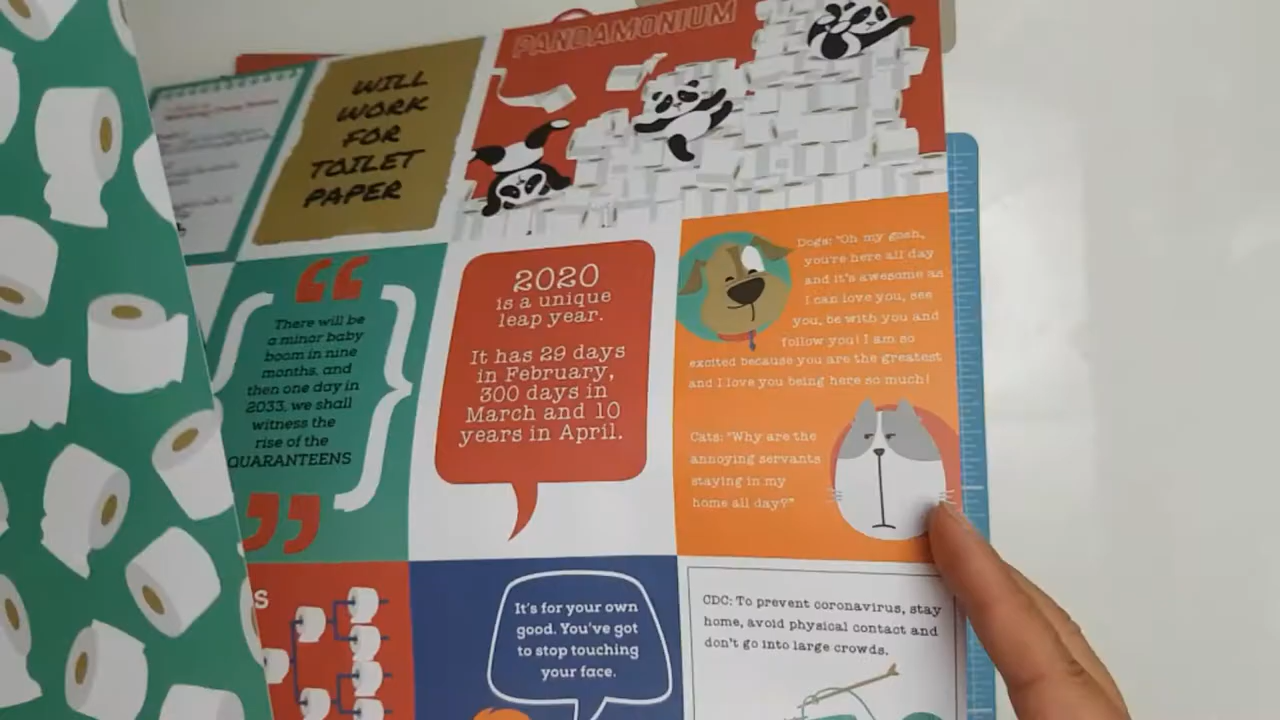 PANDAMONIUM
WILL
WORK
FOR
TOILET
PAPER
There will be
a minor baby
boom in nine
months, and
then one day in
2033, we shall
witness the
rise of the
QUARANTEENS
2020
is a unique
leap year.
It has 29 days
in February,
300 days in
March and 10
years in April.
Dogs: "Oh my gosh,
you're here all day
and it's awesome as
I can love you, see
you, be with you and
follow you! I am so
excited because you are the greatest
and I love you being here so much!
Cats: "Why are the
annoying servants
staying in my
home all day?"
S
It's for your own
good. You've got
to stop touching
your face.
CDC: To prevent coronavirus, stay
home, avoid physical contact and
don't go into large crowds.